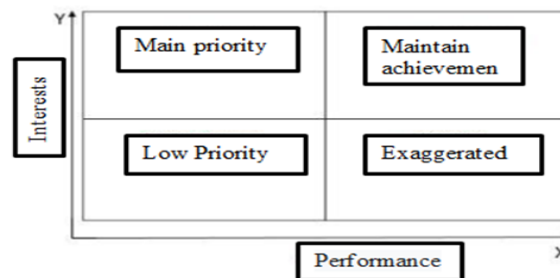 Y
Main priority
Maintain
achievemen
Interests
Low Priority
Exaggerated
X
Performance